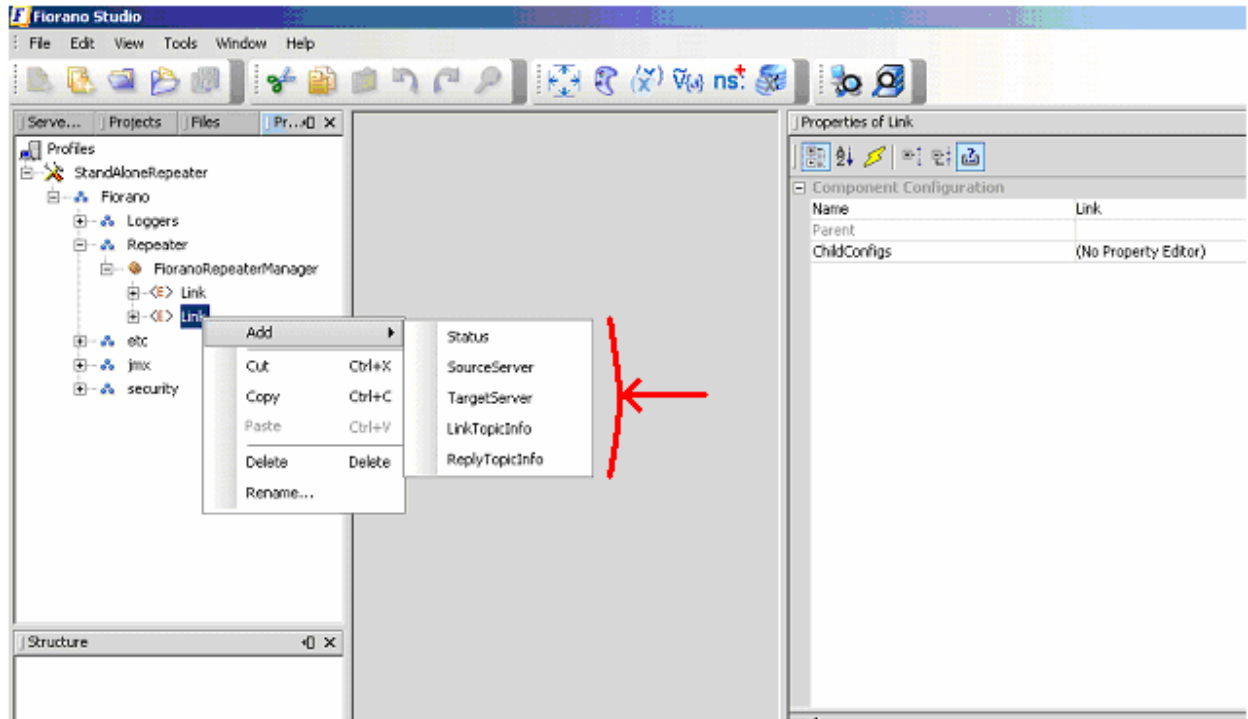 Fiorano Studio
File Edit View Tools Window Help
ns:
Serve... Projects Files Pr...
Properties of Link
Profiles
StandAloneRepeater
Fiorano
Loggers
Repeater
FioranoRepeaterManager
<E> Link
<E> Link
etc
jmx
security
Add
Cut Ctrl+X
Copy Ctrl+C
Paste Ctrl+V
Delete Delete
Rename...
Status
SourceServer
TargetServer
LinkTopicInfo
ReplyTopicInfo
Component Configuration
Name Link
Parent
ChildConfigs (No Property Editor)
Structure